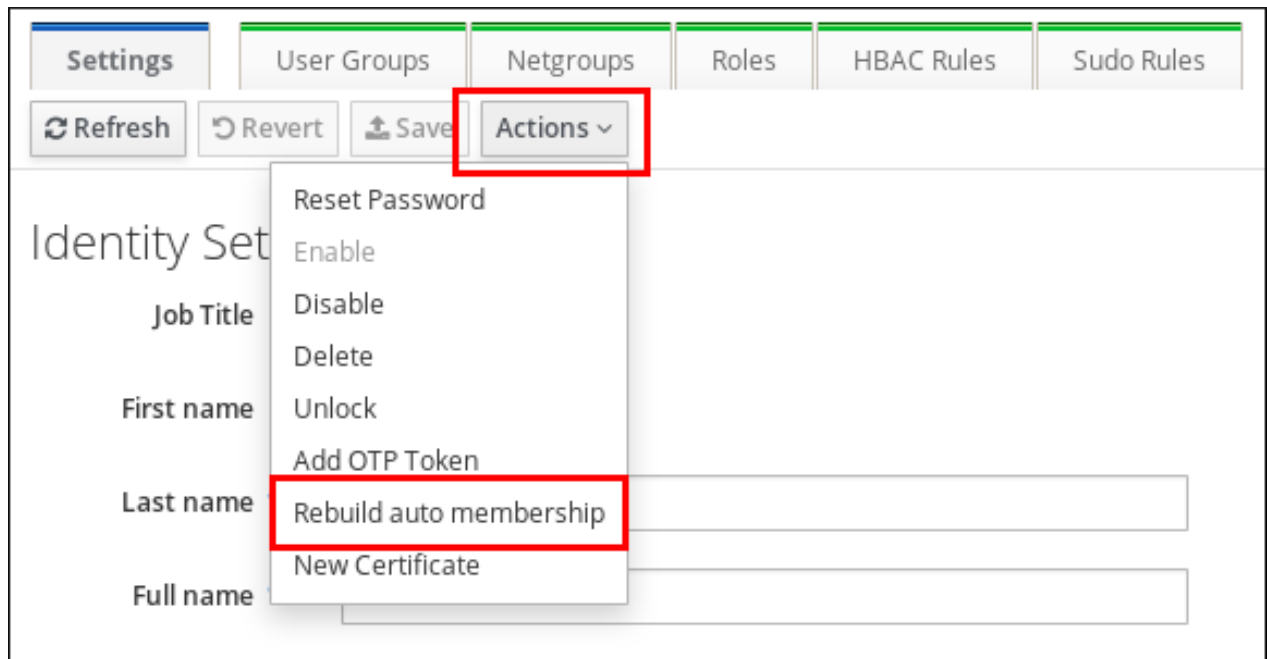 Settings User Groups Netgroups Roles HBAC Rules Sudo Rules
Refresh Revert Save Actions
Reset Password
Identity Set
Enable
Job Title
Disable
Delete
First name
Unlock
Add OTP Token
Last name
Rebuild auto membership
New Certificate
Full name